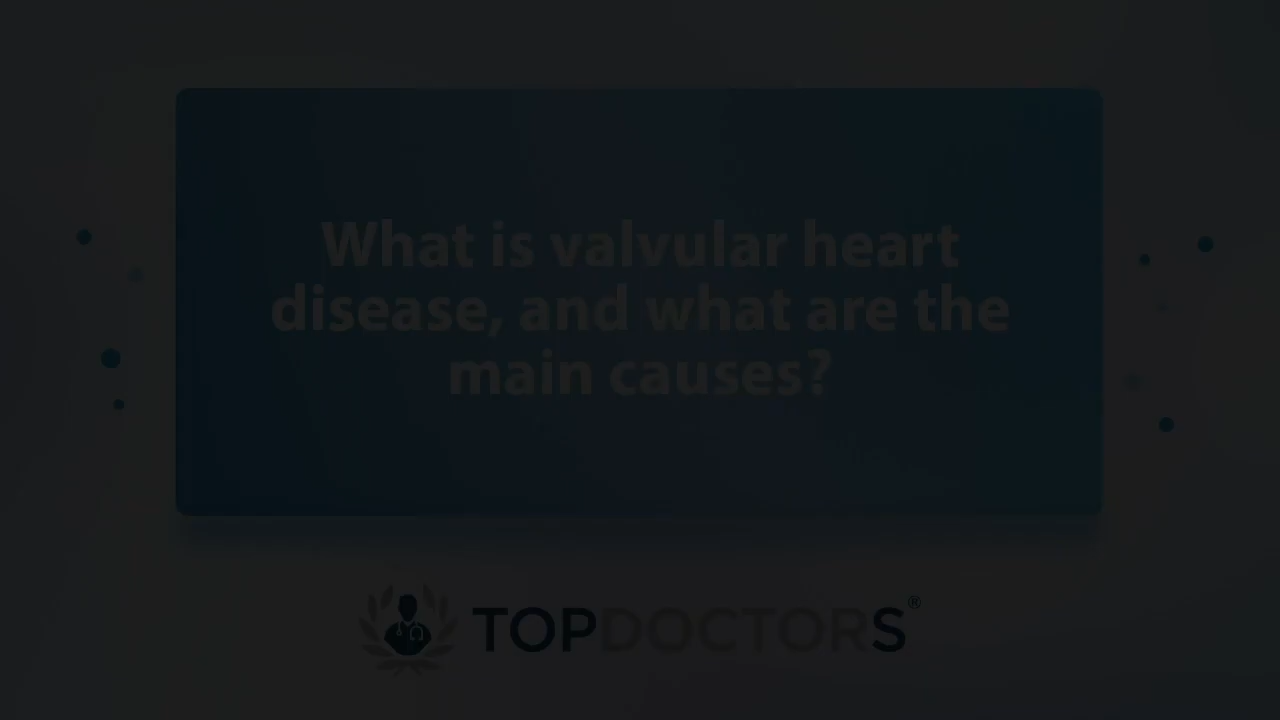 What is valvular heart
disease, and what are the
main causes?
TOPDOCTORS®